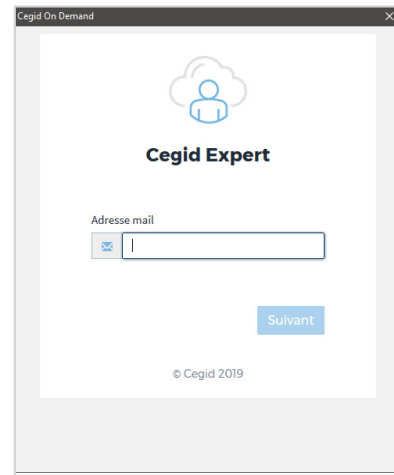 Cegid On Demand
Cegid Expert
Adresse mail
Suivant
© Cegid 2019